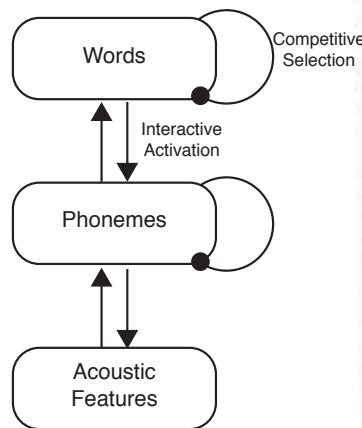 Words
Competitive
Selection
Interactive
Activation
Phonemes
Acoustic
Features